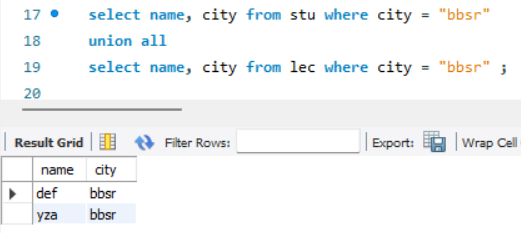 17 select name, city from stu where city = "bbsr"
18 union all
19 select name, city from lec where city = "bbsr" ;
20
Result Grid Filter Rows: Export: Wrap Cell
name city
def bbsr
yza bbsr